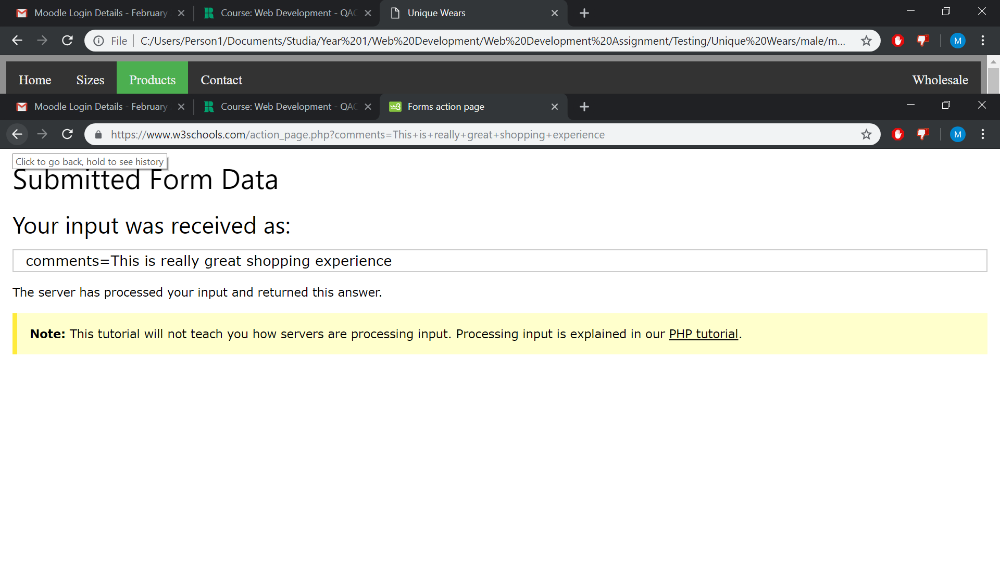 Moodle Login Details - February
Course: Web Development - QAC
Unique Wears
File
C:/Users/Person1/Documents/Studia/Year%201/Web%20Development/Web%20Development%20Assignment/Testing/Unique%20Wears/male/m...
M
Home
Sizes
Products
Contact
Wholesale
Moodle Login Details - February
Course: Web Development - QAC
w3
Forms action page
https://www.w3schools.com/action_page.php?comments=This+is+really+great+shopping+experience
M
Click to go back, hold to see history
Submitted Form Data
Your input was received as:
comments=This is really great shopping experience
The server has processed your input and returned this answer.
Note: This tutorial will not teach you how servers are processing input. Processing input is explained in our PHP tutorial.